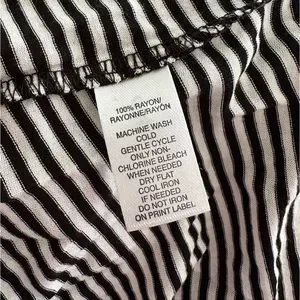 100% RAYON/
RAYONNE/RAYÓN
MACHINE WASH
COLD
GENTLE CYCLE
ONLY NON-
CHLORINE BLEACH
WHEN NEEDED
DRY FLAT
COOL IRON
IF NEEDED
DO NOT IRON
ON PRINT LABEL